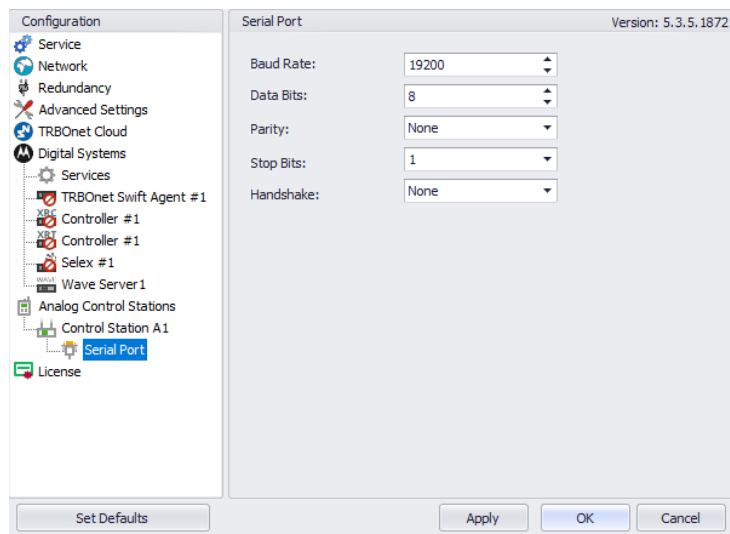 Configuration
Service
Network
Redundancy
Advanced Settings
TRBOnet Cloud
Digital Systems
Services
TRBOnet Swift Agent #1
XRC Controller #1
XRT Controller #1
Selex #1
WAVE Wave Server1
Analog Control Stations
Control Station A1
Serial Port
License
Set Defaults
Serial Port Version: 5.3.5.1872
Baud Rate: 19200
Data Bits: 8
Parity: None
Stop Bits: 1
Handshake: None
Apply OK Cancel